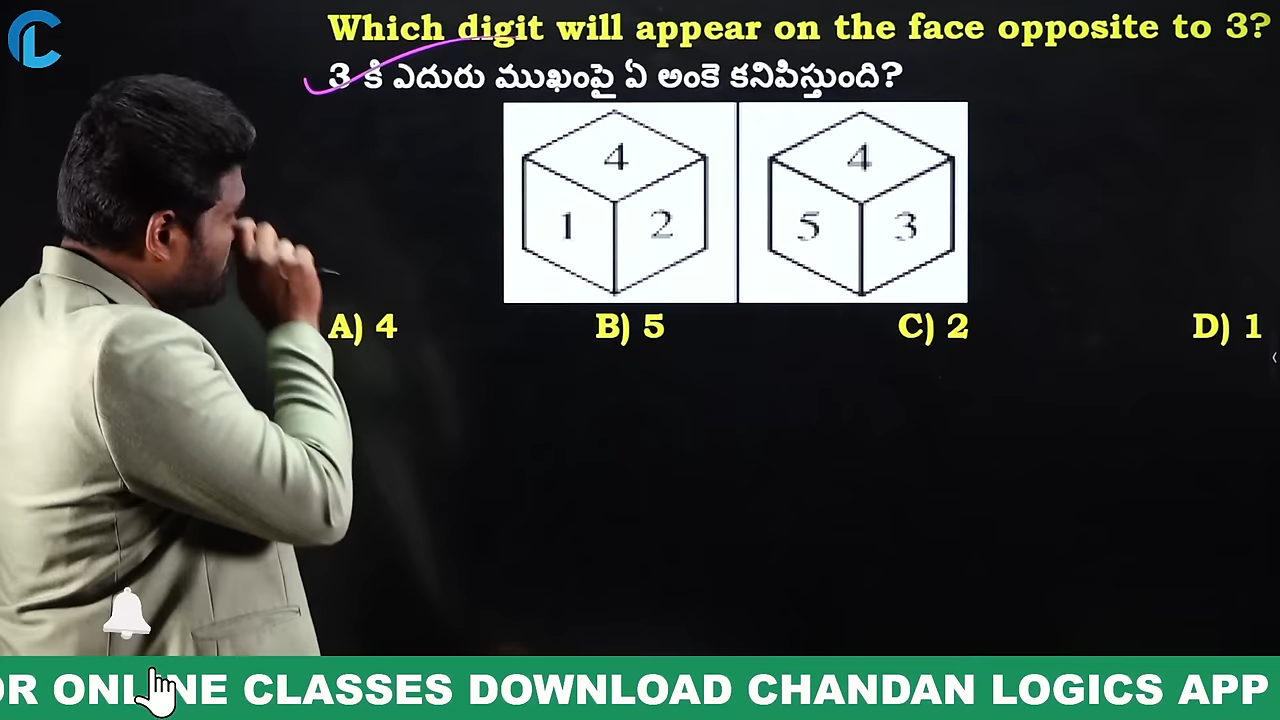 Which digit will appear on the face opposite to 3?
3 కి ఎదురు ముఖంపై ఏ అంకె కనిపిస్తుంది?
4 4
1 2 5 3
A) 4 B) 5 C) 2 D) 1
OR ONLINE CLASSES DOWNLOAD CHANDAN LOGICS APP